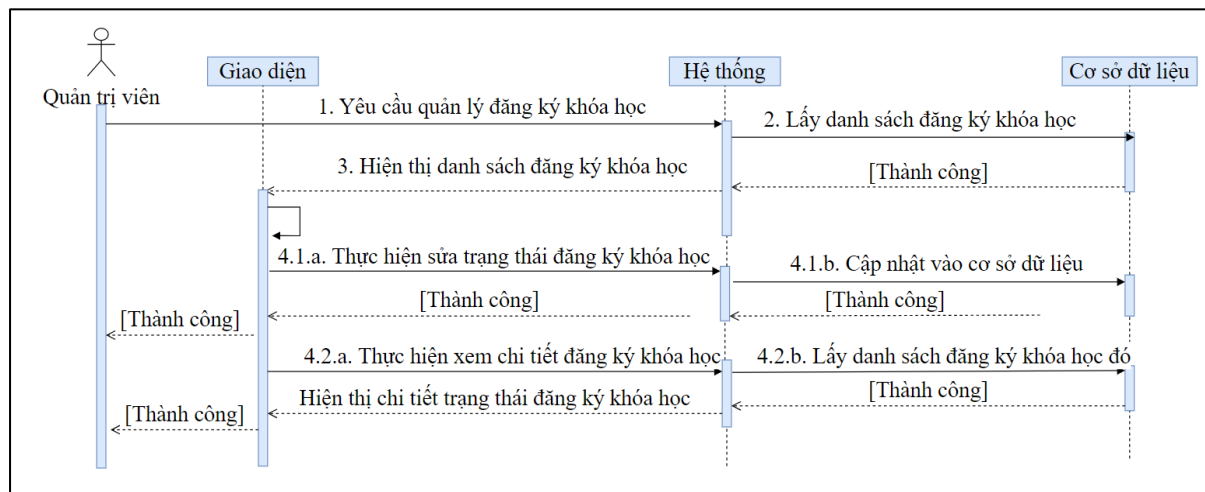 Giao diện
Hệ thống
Cơ sở dữ liệu
Quản trị viên
1. Yêu cầu quản lý đăng ký khóa học
2. Lấy danh sách đăng ký khóa học
3. Hiện thị danh sách đăng ký khóa học
[Thành công]
4.1.a. Thực hiện sửa trạng thái đăng ký khóa học
4.1.b. Cập nhật vào cơ sở dữ liệu
[Thành công]
[Thành công]
[Thành công]
4.2.a. Thực hiện xem chi tiết đăng ký khóa học
4.2.b. Lấy danh sách đăng ký khóa học đó
Hiện thị chi tiết trạng thái đăng ký khóa học
[Thành công]
[Thành công]